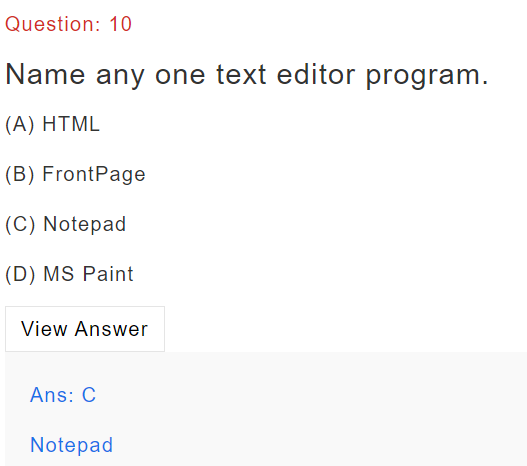 Question: 10
Name any one text editor program.
(A) HTML
(B) FrontPage
(C) Notepad
(D) MS Paint
View Answer
Ans: C
Notepad